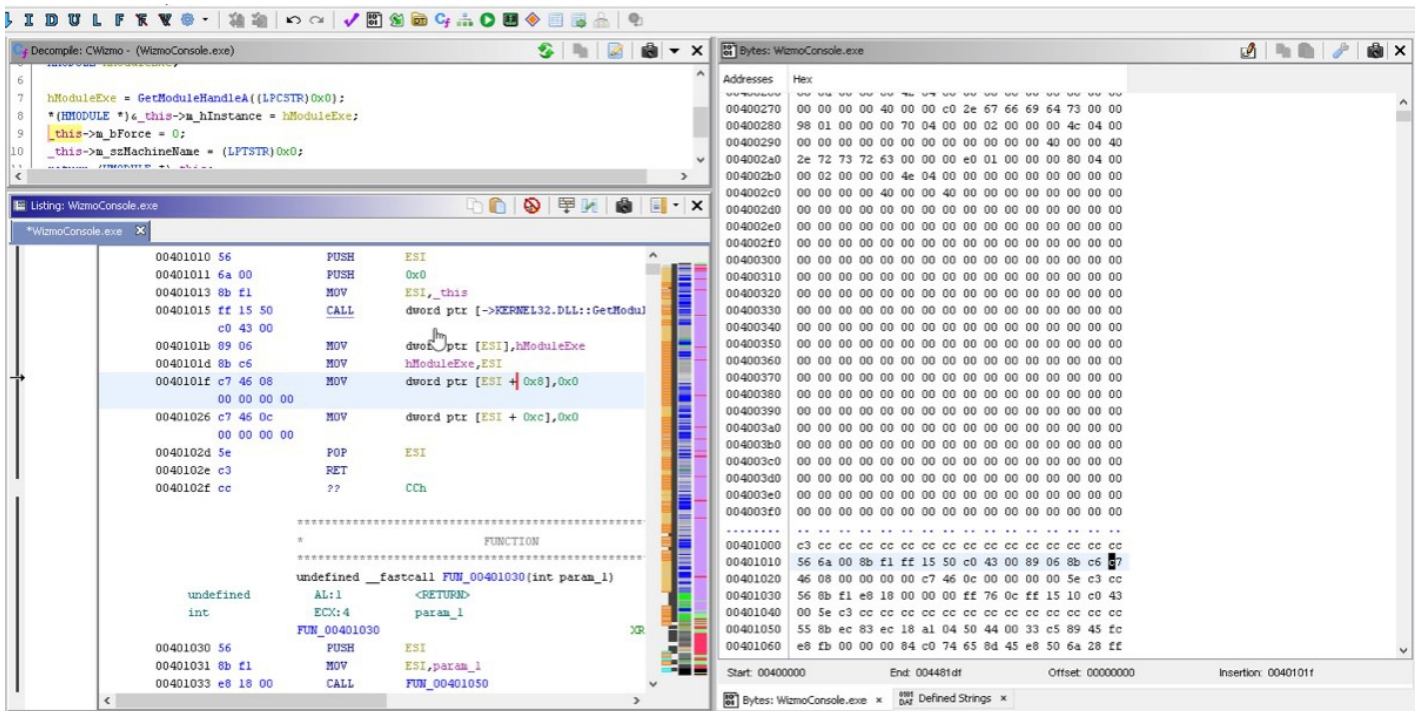 I D U L F R V
Decompile: CWizmo - (WizmoConsole.exe)
6
7 hModuleExe = GetModuleHandleA((LPCSTR)0x0);
8 *(HMODULE *)&_this->m_hInstance = hModuleExe;
9 _this->m_bForce = 0;
10 _this->m_szMachineName = (LPTSTR)0x0;
Listing: WizmoConsole.exe
*WizmoConsole.exe
00401010 56 PUSH ESI
00401011 6a 00 PUSH 0x0
00401013 8b f1 MOV ESI,_this
00401015 ff 15 50 CALL dword ptr [->KERNEL32.DLL::GetModul
c0 43 00
0040101b 89 06 MOV dword ptr [ESI],hModuleExe
0040101d 8b c6 MOV hModuleExe,ESI
0040101f c7 46 08 MOV dword ptr [ESI + 0x8],0x0
00 00 00 00
00401026 c7 46 0c MOV dword ptr [ESI + 0xc],0x0
00 00 00 00
0040102d 5e POP ESI
0040102e c3 RET
0040102f cc ?? CCh
* FUNCTION
undefined __fastcall FUN_00401030(int param_1)
undefined AL:1 <RETURN>
int ECX:4 param_1
FUN_00401030 XR
00401030 56 PUSH ESI
00401031 8b f1 MOV ESI,param_1
00401033 e8 18 00 CALL FUN_00401050
Bytes: WizmoConsole.exe
Addresses Hex
00400270 00 00 00 00 40 00 00 c0 2e 67 66 69 64 73 00 00
00400280 98 01 00 00 00 70 04 00 00 02 00 00 00 4c 04 00
00400290 00 00 00 00 00 00 00 00 00 00 00 00 40 00 00 40
004002a0 2e 72 73 72 63 00 00 00 e0 01 00 00 00 80 04 00
004002b0 00 02 00 00 00 4e 04 00 00 00 00 00 00 00 00 00
004002c0 00 00 00 00 40 00 00 40 00 00 00 00 00 00 00 00
004002d0 00 00 00 00 00 00 00 00 00 00 00 00 00 00 00 00
004002e0 00 00 00 00 00 00 00 00 00 00 00 00 00 00 00 00
004002f0 00 00 00 00 00 00 00 00 00 00 00 00 00 00 00 00
00400300 00 00 00 00 00 00 00 00 00 00 00 00 00 00 00 00
00400310 00 00 00 00 00 00 00 00 00 00 00 00 00 00 00 00
00400320 00 00 00 00 00 00 00 00 00 00 00 00 00 00 00 00
00400330 00 00 00 00 00 00 00 00 00 00 00 00 00 00 00 00
00400340 00 00 00 00 00 00 00 00 00 00 00 00 00 00 00 00
00400350 00 00 00 00 00 00 00 00 00 00 00 00 00 00 00 00
00400360 00 00 00 00 00 00 00 00 00 00 00 00 00 00 00 00
00400370 00 00 00 00 00 00 00 00 00 00 00 00 00 00 00 00
00400380 00 00 00 00 00 00 00 00 00 00 00 00 00 00 00 00
00400390 00 00 00 00 00 00 00 00 00 00 00 00 00 00 00 00
004003a0 00 00 00 00 00 00 00 00 00 00 00 00 00 00 00 00
004003b0 00 00 00 00 00 00 00 00 00 00 00 00 00 00 00 00
004003c0 00 00 00 00 00 00 00 00 00 00 00 00 00 00 00 00
004003d0 00 00 00 00 00 00 00 00 00 00 00 00 00 00 00 00
004003e0 00 00 00 00 00 00 00 00 00 00 00 00 00 00 00 00
004003f0 00 00 00 00 00 00 00 00 00 00 00 00 00 00 00 00
........ .. .. .. .. .. .. .. .. .. .. .. .. .. .. .. ..
00401000 c3 cc cc cc cc cc cc cc cc cc cc cc cc cc cc cc
00401010 56 6a 00 8b f1 ff 15 50 c0 43 00 89 06 8b c6 c7
00401020 46 08 00 00 00 00 c7 46 0c 00 00 00 00 5e c3 cc
00401030 56 8b f1 e8 18 00 00 00 ff 76 0c ff 15 10 c0 43
00401040 00 5e c3 cc cc cc cc cc cc cc cc cc cc cc cc cc
00401050 55 8b ec 83 ec 18 a1 04 50 44 00 33 c5 89 45 fc
00401060 e8 fb 00 00 00 84 c0 74 65 8d 45 e8 50 6a 28 ff
Start: 00400000 End: 004481df Offset: 00000000 Insertion: 0040101f
Bytes: WizmoConsole.exe × Defined Strings ×